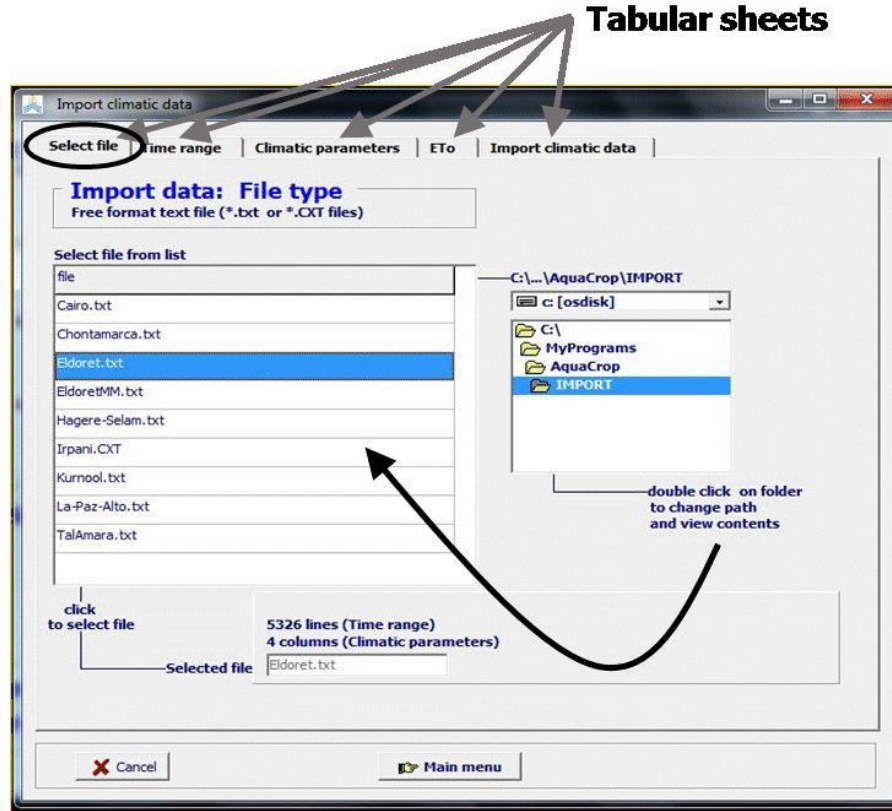 Tabular sheets
Import climatic data
Select file
Time range
Climatic parameters
ETo
Import climatic data
Import data: File type
Free format text file (*.txt or *.CXT files)
Select file from list
file
Cairo.txt
Chontamarca.txt
Eldoret.txt
EldoretMM.txt
Hagere-Selam.txt
Irpani.CXT
Kurnool.txt
La-Paz-Alto.txt
TalAmara.txt
C:\...\AquaCrop\IMPORT
c: [osdisk]
C:\
MyPrograms
AquaCrop
IMPORT
double click on folder
to change path
and view contents
click
to select file
5326 lines (Time range)
4 columns (Climatic parameters)
Selected file
Eldoret.txt
Cancel
Main menu